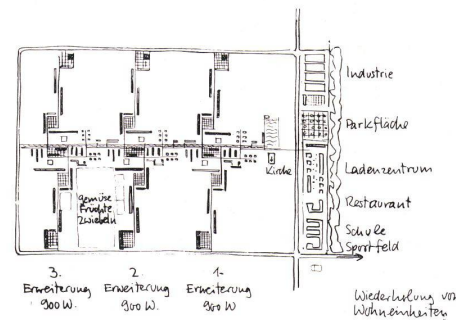 Industrie
Parkfläche
Ladenzentrum
Kirche
Restaurant
gemüse
Früchte
Zwiebeln
Schule
Sportfeld
3.
Erweiterung
900 W.
2.
Erweiterung
900 W.
1.
Erweiterung
900 W.
Wiederholung von
Wohneinheiten